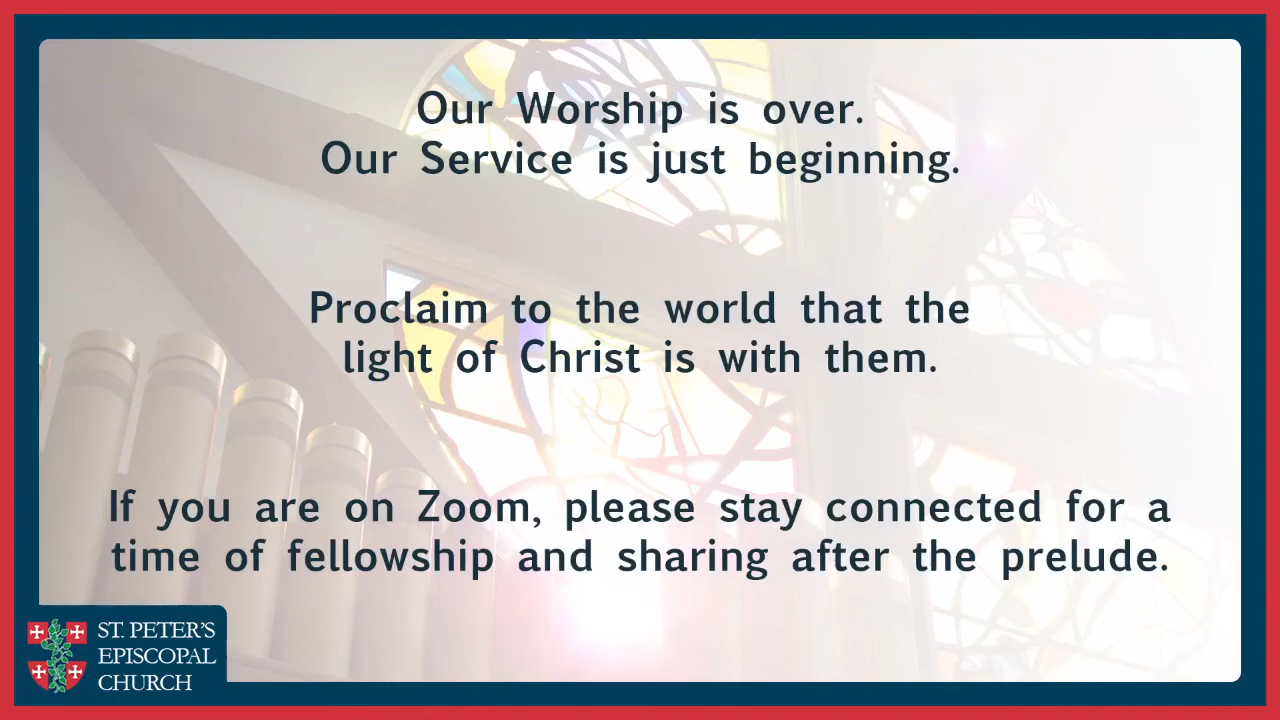 Our Worship is over.
Our Service is just beginning.
Proclaim to the world that the
light of Christ is with them.
If you are on Zoom, please stay connected for a
time of fellowship and sharing after the prelude.
ST. PETER'S
EPISCOPAL
CHURCH